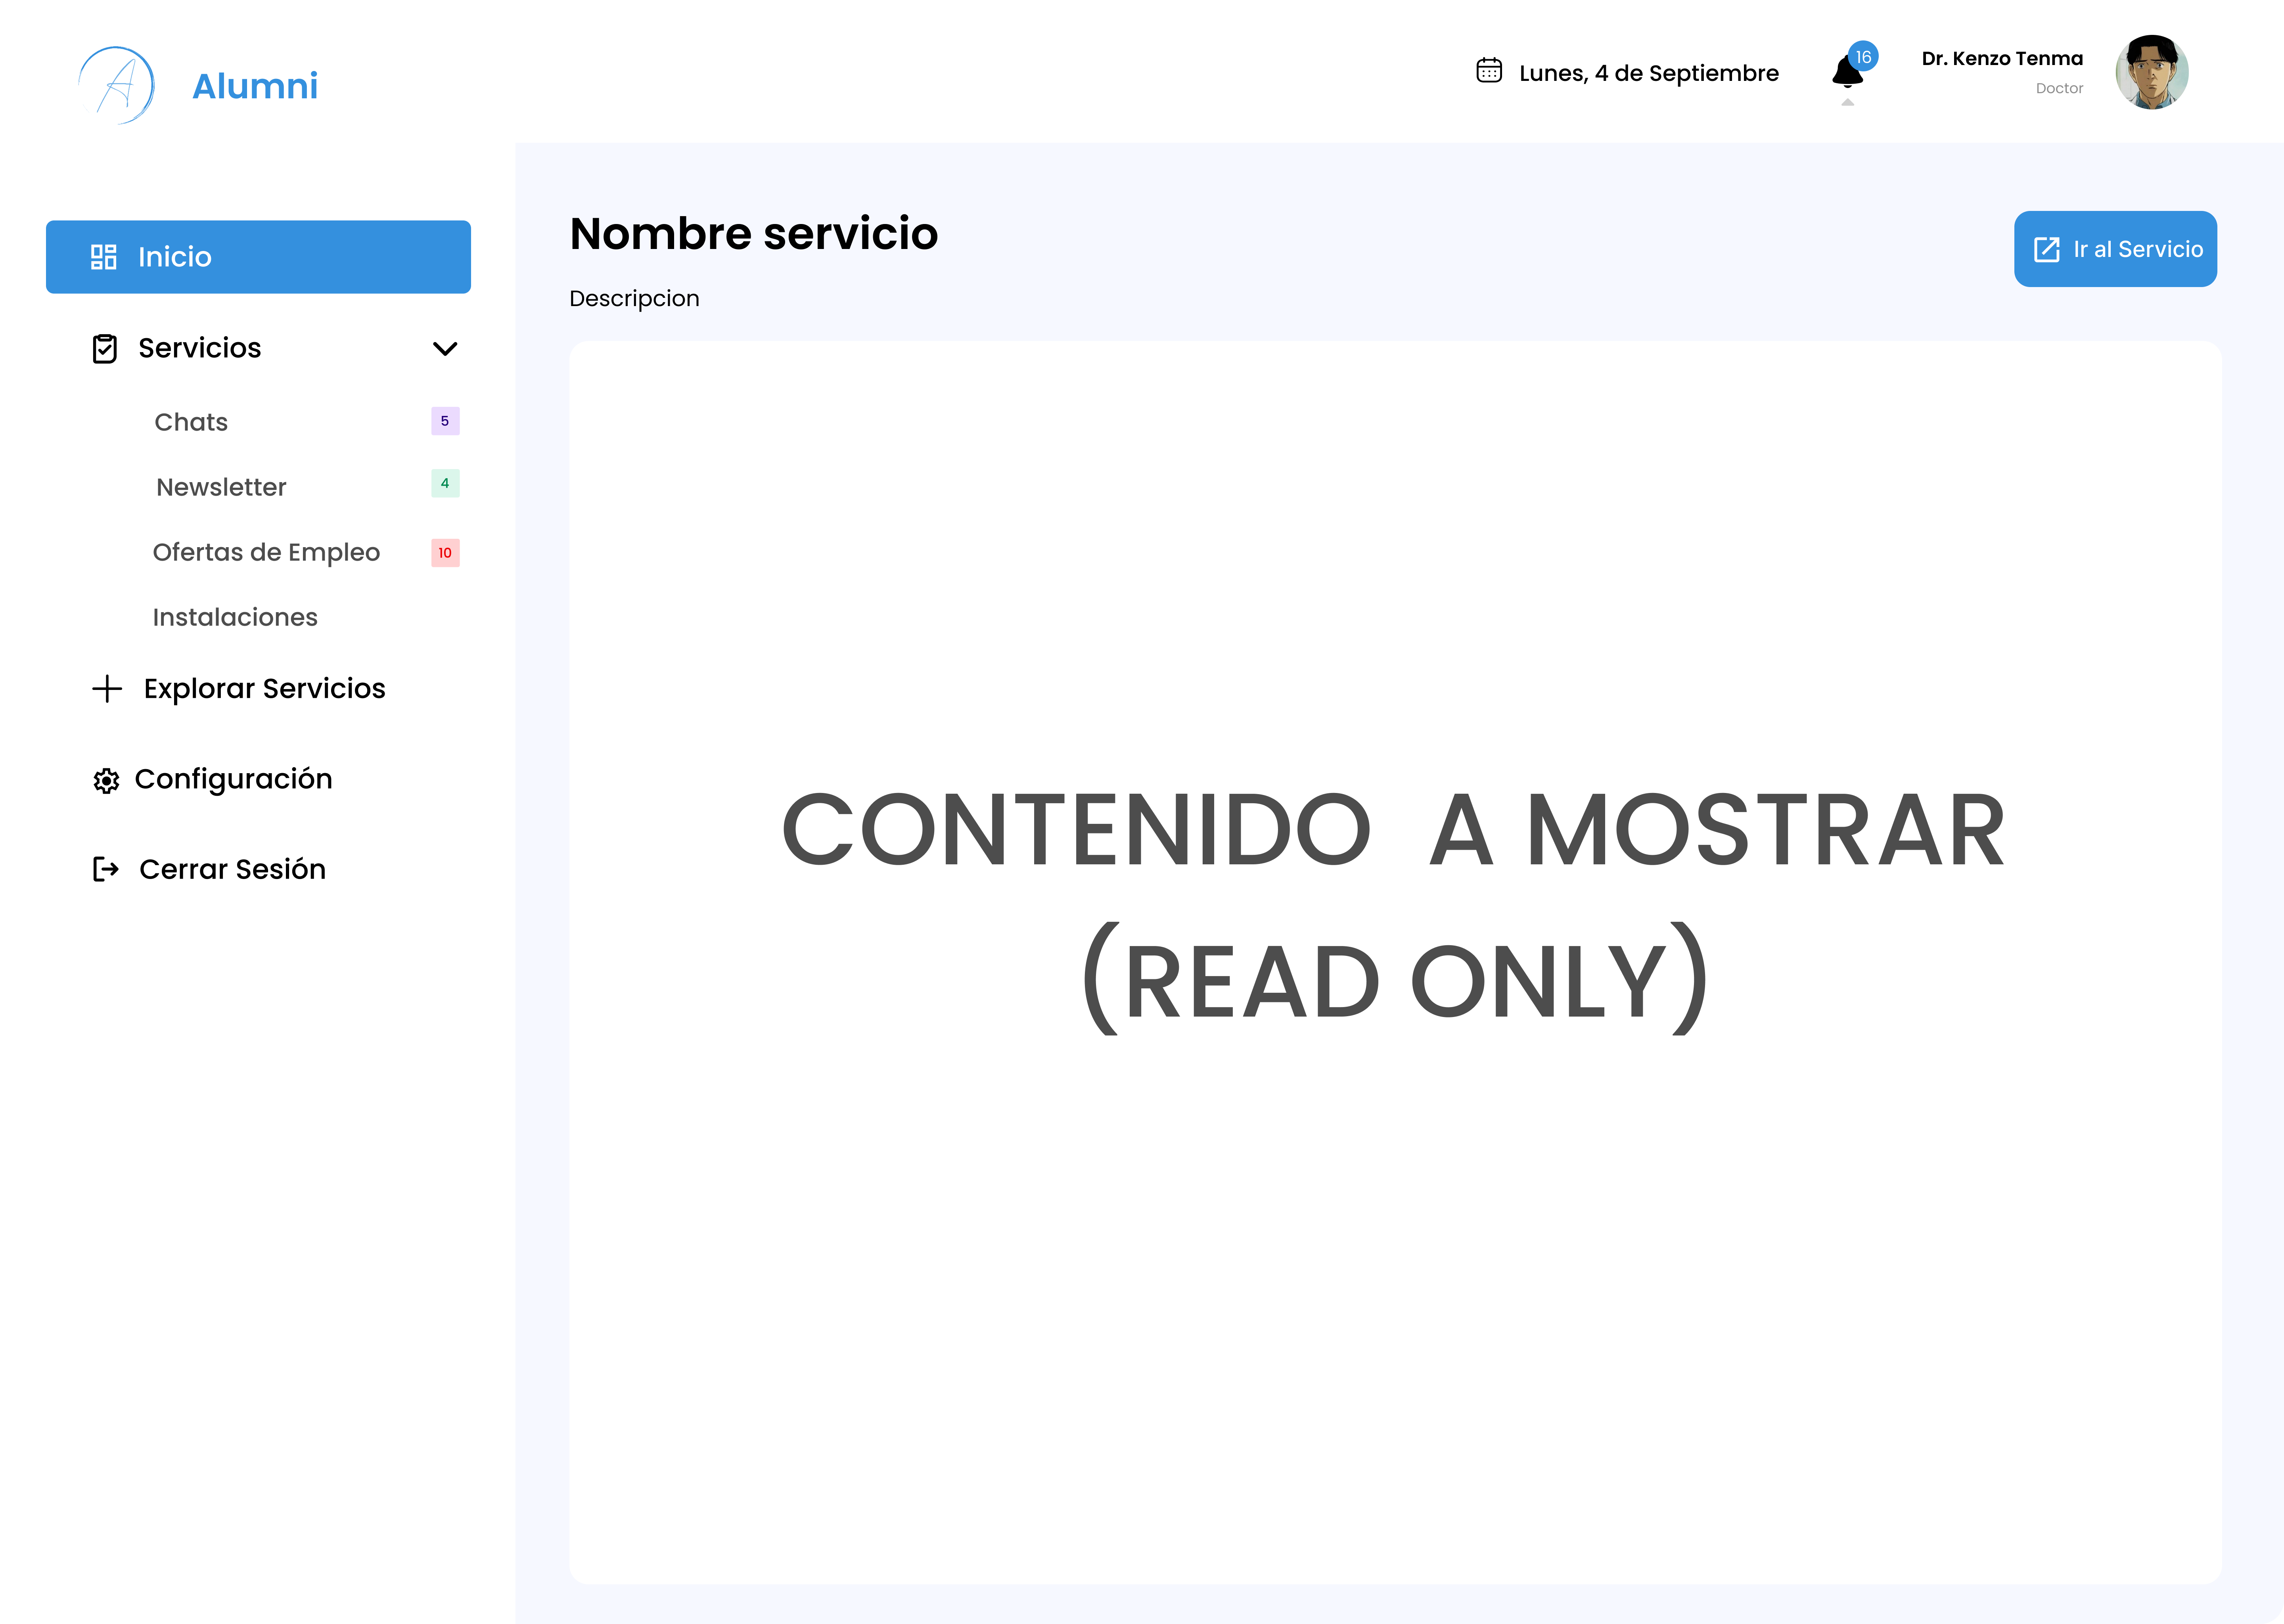 Alumni
Lunes, 4 de Septiembre
16
Dr. Kenzo Tenma
Doctor
Inicio
Servicios
Chats
5
Newsletter
4
Ofertas de Empleo
10
Instalaciones
Explorar Servicios
Configuración
Cerrar Sesión
Nombre servicio
Ir al Servicio
Descripcion
CONTENIDO A MOSTRAR
(READ ONLY)